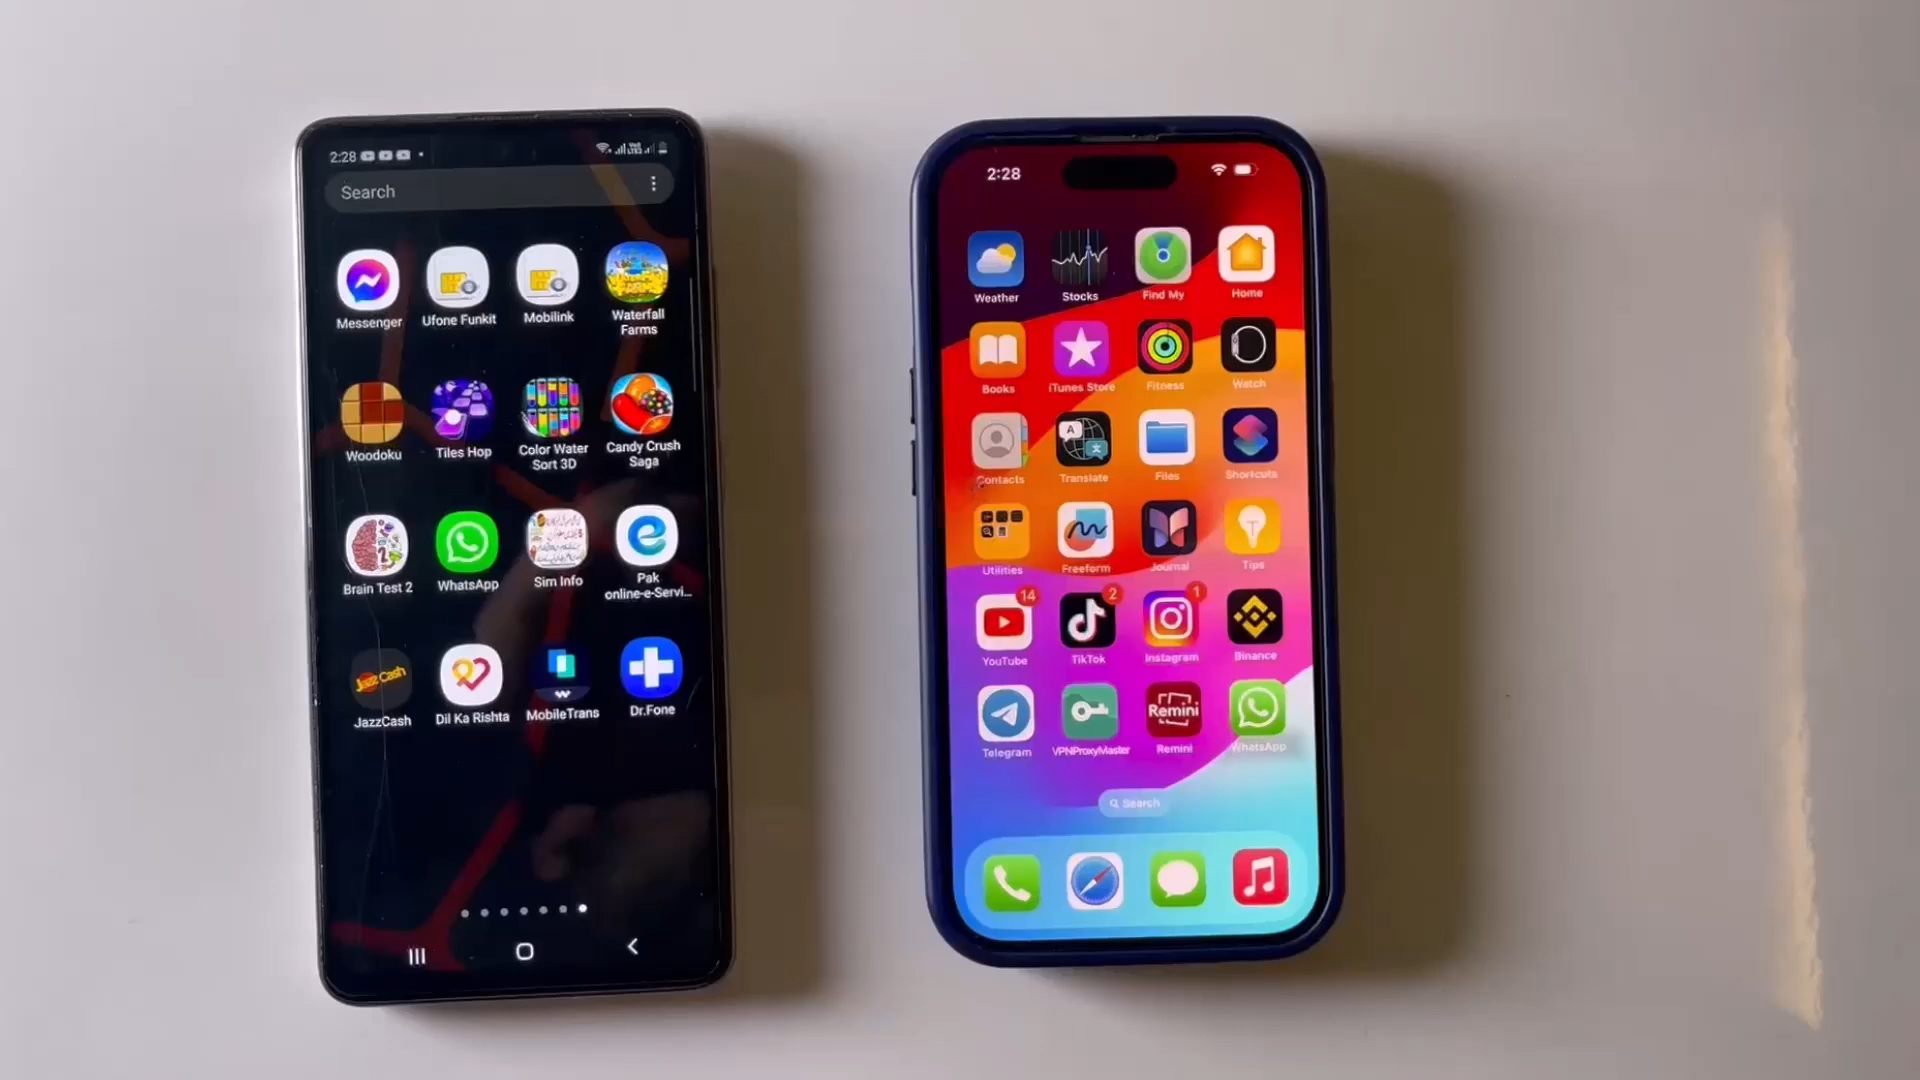 2:28
Search
Messenger
Ufone Funkit
Mobilink
Waterfall
Farms
Woodoku
Tiles Hop
Color Water
Sort 3D
Candy Crush
Saga
Brain Test 2
WhatsApp
Sim Info
Pak
online-e-Servi...
Jazz Cash
JazzCash
Dil Ka Rishta
MobileTrans
Dr.Fone
2:28
Weather
Stocks
Find My
Home
Books
iTunes Store
Fitness
Watch
Contacts
Translate
Files
Shortcuts
Utilities
Freeform
Journal
Tips
14
2
1
YouTube
TikTok
Instagram
Binance
Remini
Telegram
VPNProxyMaster
Remini
WhatsApp
Search